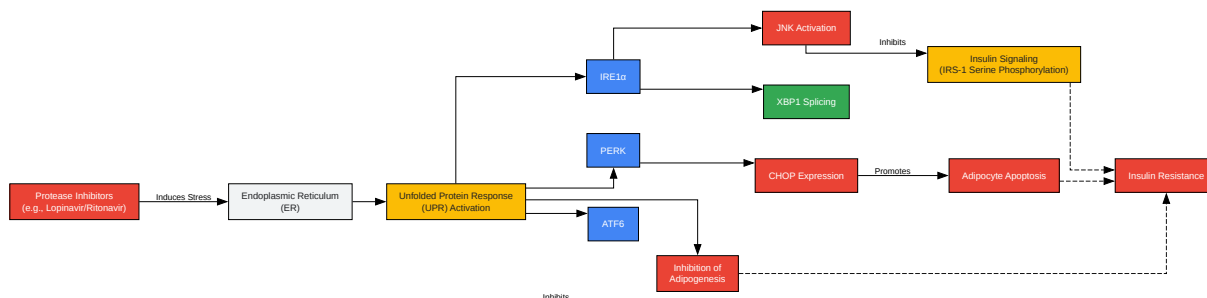 JNK Activation
Inhibits
Insulin Signaling
(IRS-1 Serine Phosphorylation)
IRE1α
XBP1 Splicing
PERK
Protease Inhibitors
(e.g., Lopinavir/Ritonavir)
Induces Stress
Endoplasmic Reticulum
(ER)
Unfolded Protein Response
(UPR) Activation
CHOP Expression
Promotes
Adipocyte Apoptosis
Insulin Resistance
ATF6
Inhibition of
Adipogenesis
Inhibits